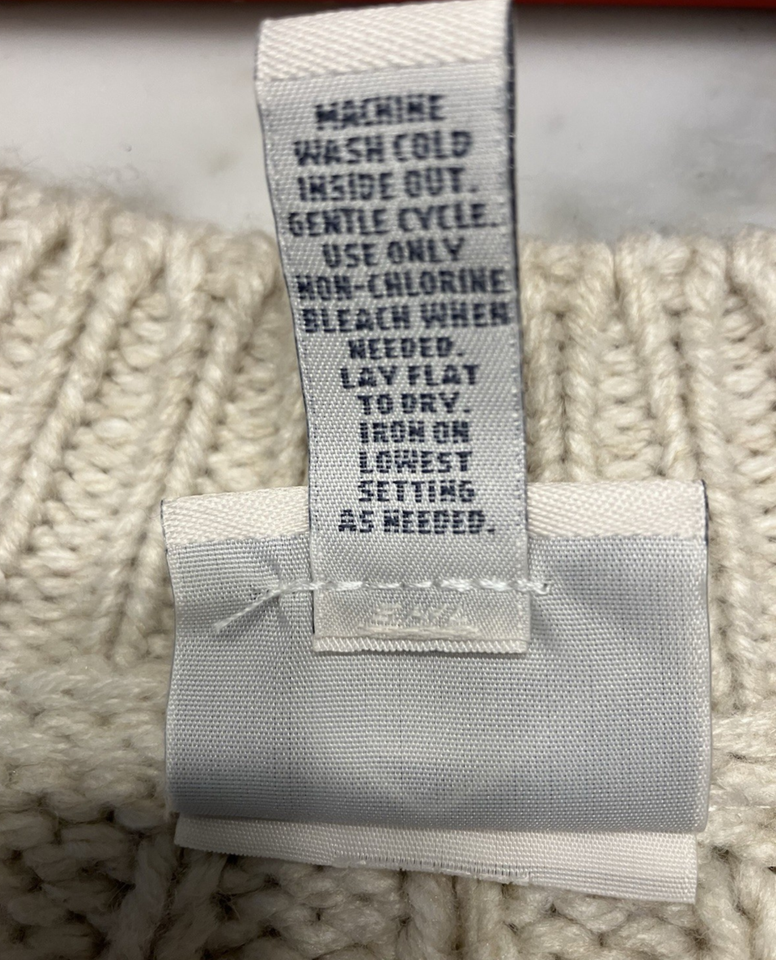 MACHINE
WASH COLD
INSIDE OUT.
GENTLE CYCLE.
USE ONLY
NON-CHLORINE
BLEACH WHEN
NEEDED.
LAY FLAT
TO DRY.
IRON ON
LOWEST
SETTING
AS NEEDED.